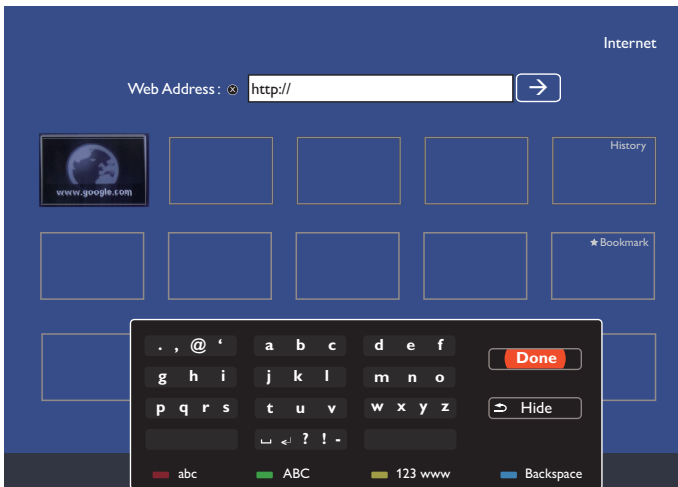 Internet
Web Address : ⊗ http:// →
www.google.com
History
★ Bookmark
. , @ ‘ a b c d e f
Done
g h i j k l m n o
p q r s t u v w x y z
Hide
␣ ↵ ? ! -
abc ABC 123 www Backspace